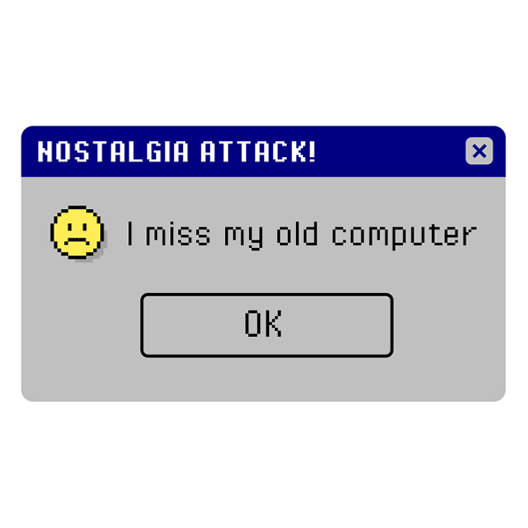 NOSTALGIA ATTACK!
I miss my old computer
OK